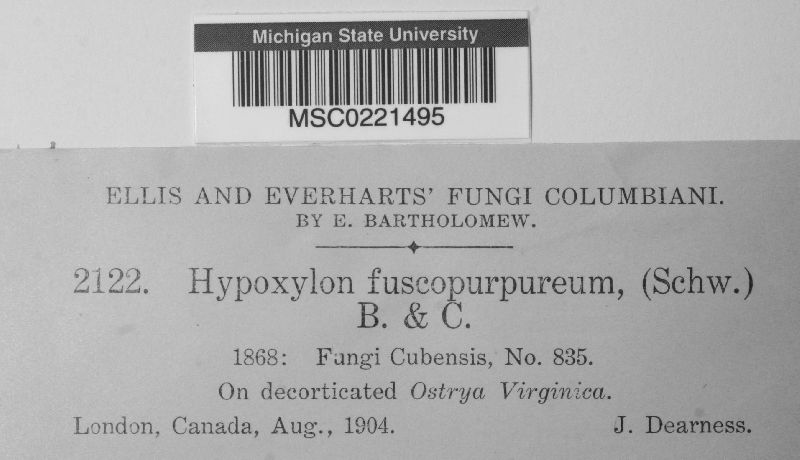 Michigan State University
MSC0221495
ELLIS AND EVERHARTS' FUNGI COLUMBIANI.
BY E. BARTHOLOMEW.
2122. Hypoxylon fuscopurpureum, (Schw.)
B. & C.
1868: Fungi Cubensis, No. 835.
On decorticated Ostrya Virginica.
London, Canada, Aug., 1904. J. Dearness.